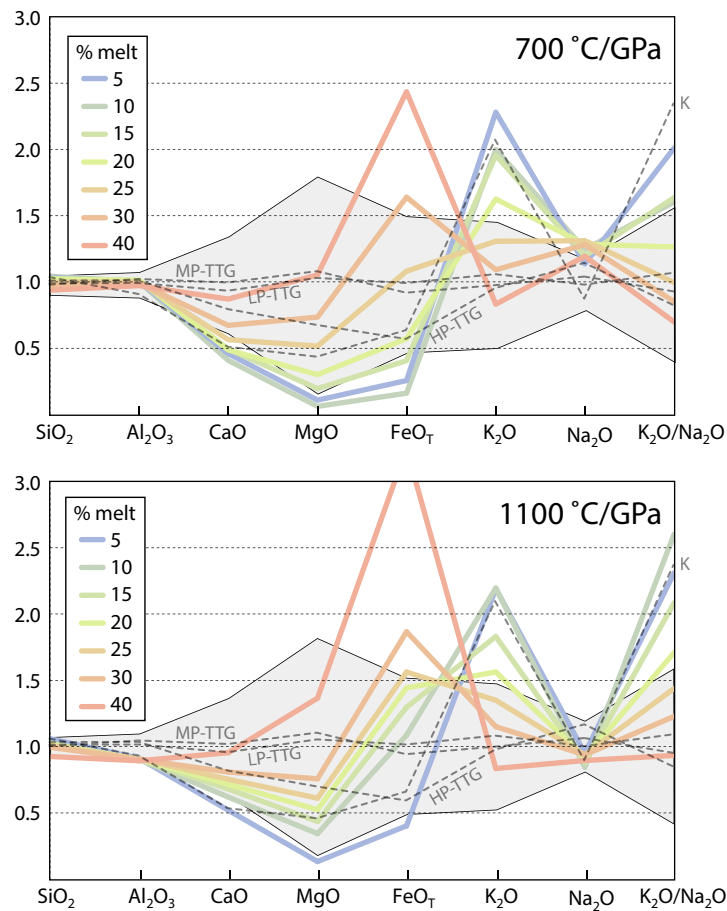 3.0
700 ˚C/GPa
% melt
5
10
15
20
25
30
40
2.5
2.0
1.5
1.0
0.5
K
MP-TTG
LP-TTG
HP-TTG
SiO₂ Al₂O₃ CaO MgO FeO_T K₂O Na₂O K₂O/Na₂O
3.0
1100 ˚C/GPa
% melt
5
10
15
20
25
30
40
2.5
2.0
1.5
1.0
0.5
K
MP-TTG
LP-TTG
HP-TTG
SiO₂ Al₂O₃ CaO MgO FeO_T K₂O Na₂O K₂O/Na₂O